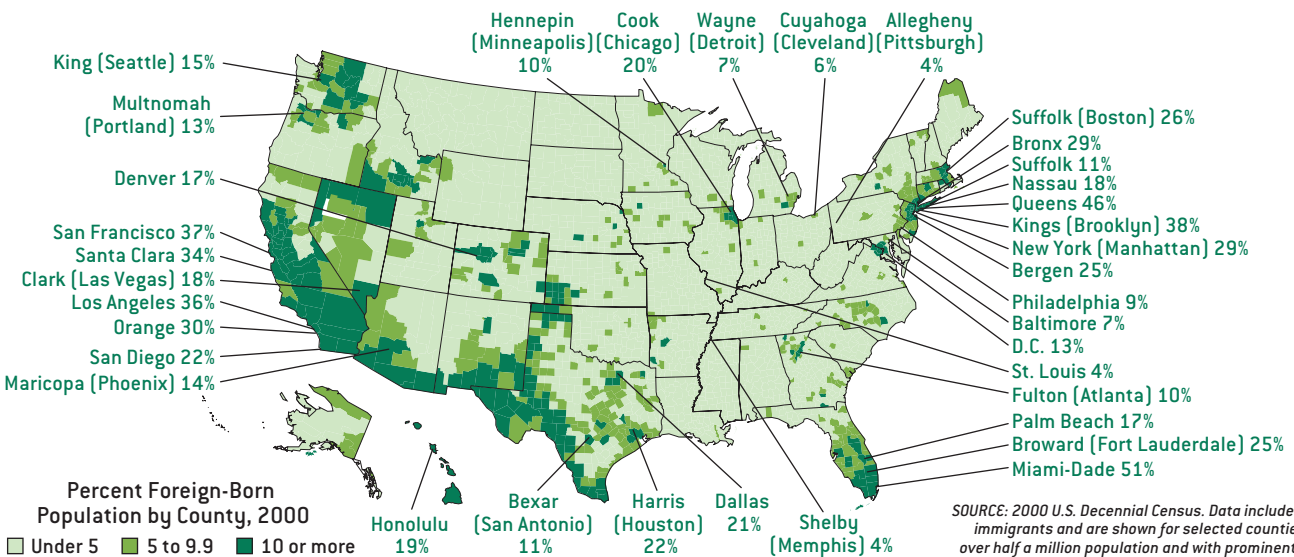 Hennepin
(Minneapolis)
10%
Cook
(Chicago)
20%
Wayne
(Detroit)
7%
Cuyahoga
(Cleveland)
6%
Allegheny
(Pittsburgh)
4%
King (Seattle) 15%
Multnomah
(Portland) 13%
Denver 17%
San Francisco 37%
Santa Clara 34%
Clark (Las Vegas) 18%
Los Angeles 36%
Orange 30%
San Diego 22%
Maricopa (Phoenix) 14%
Suffolk (Boston) 26%
Bronx 29%
Suffolk 11%
Nassau 18%
Queens 46%
Kings (Brooklyn) 38%
New York (Manhattan) 29%
Bergen 25%
Philadelphia 9%
Baltimore 7%
D.C. 13%
St. Louis 4%
Fulton (Atlanta) 10%
Palm Beach 17%
Broward (Fort Lauderdale) 25%
Miami-Dade 51%
Honolulu
19%
Bexar
(San Antonio)
11%
Harris
(Houston)
22%
Dallas
21%
Shelby
(Memphis) 4%
Percent Foreign-Born
Population by County, 2000
Under 5 5 to 9.9 10 or more
SOURCE: 2000 U.S. Decennial Census. Data include
immigrants and are shown for selected countie
over half a million population and with prominent